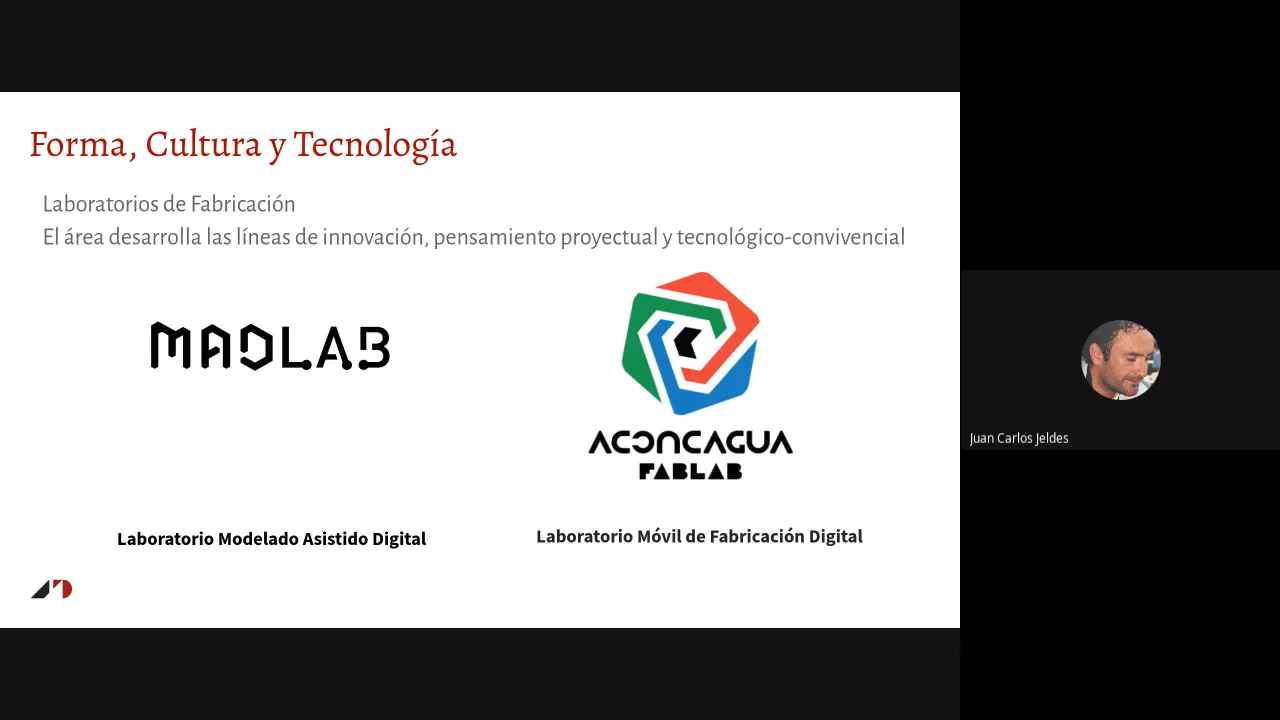 Forma, Cultura y Tecnología
Laboratorios de Fabricación
El área desarrolla las líneas de innovación, pensamiento proyectual y tecnológico-convivencial
MADLAB
ACONCAGUA
FABLAB
Laboratorio Modelado Asistido Digital
Laboratorio Móvil de Fabricación Digital
Juan Carlos Jeldes